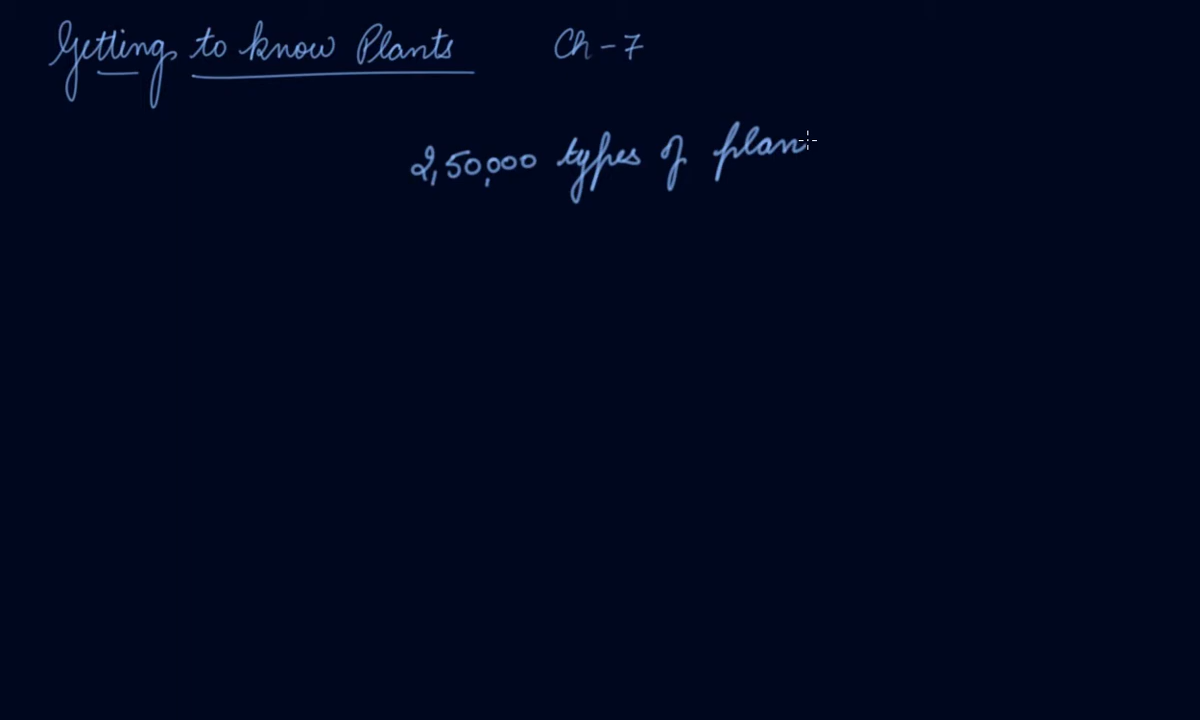 Getting to know Plants Ch-7
2,50,000 types of plan